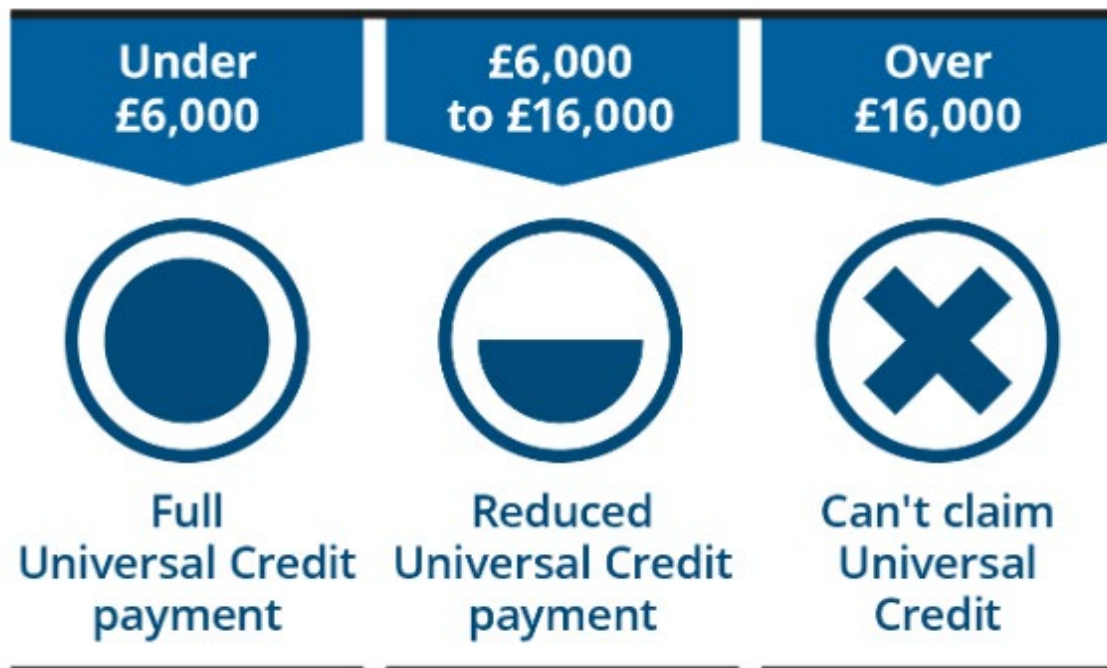 Under
£6,000
£6,000
to £16,000
Over
£16,000
Full
Universal Credit
payment
Reduced
Universal Credit
payment
Can't claim
Universal
Credit